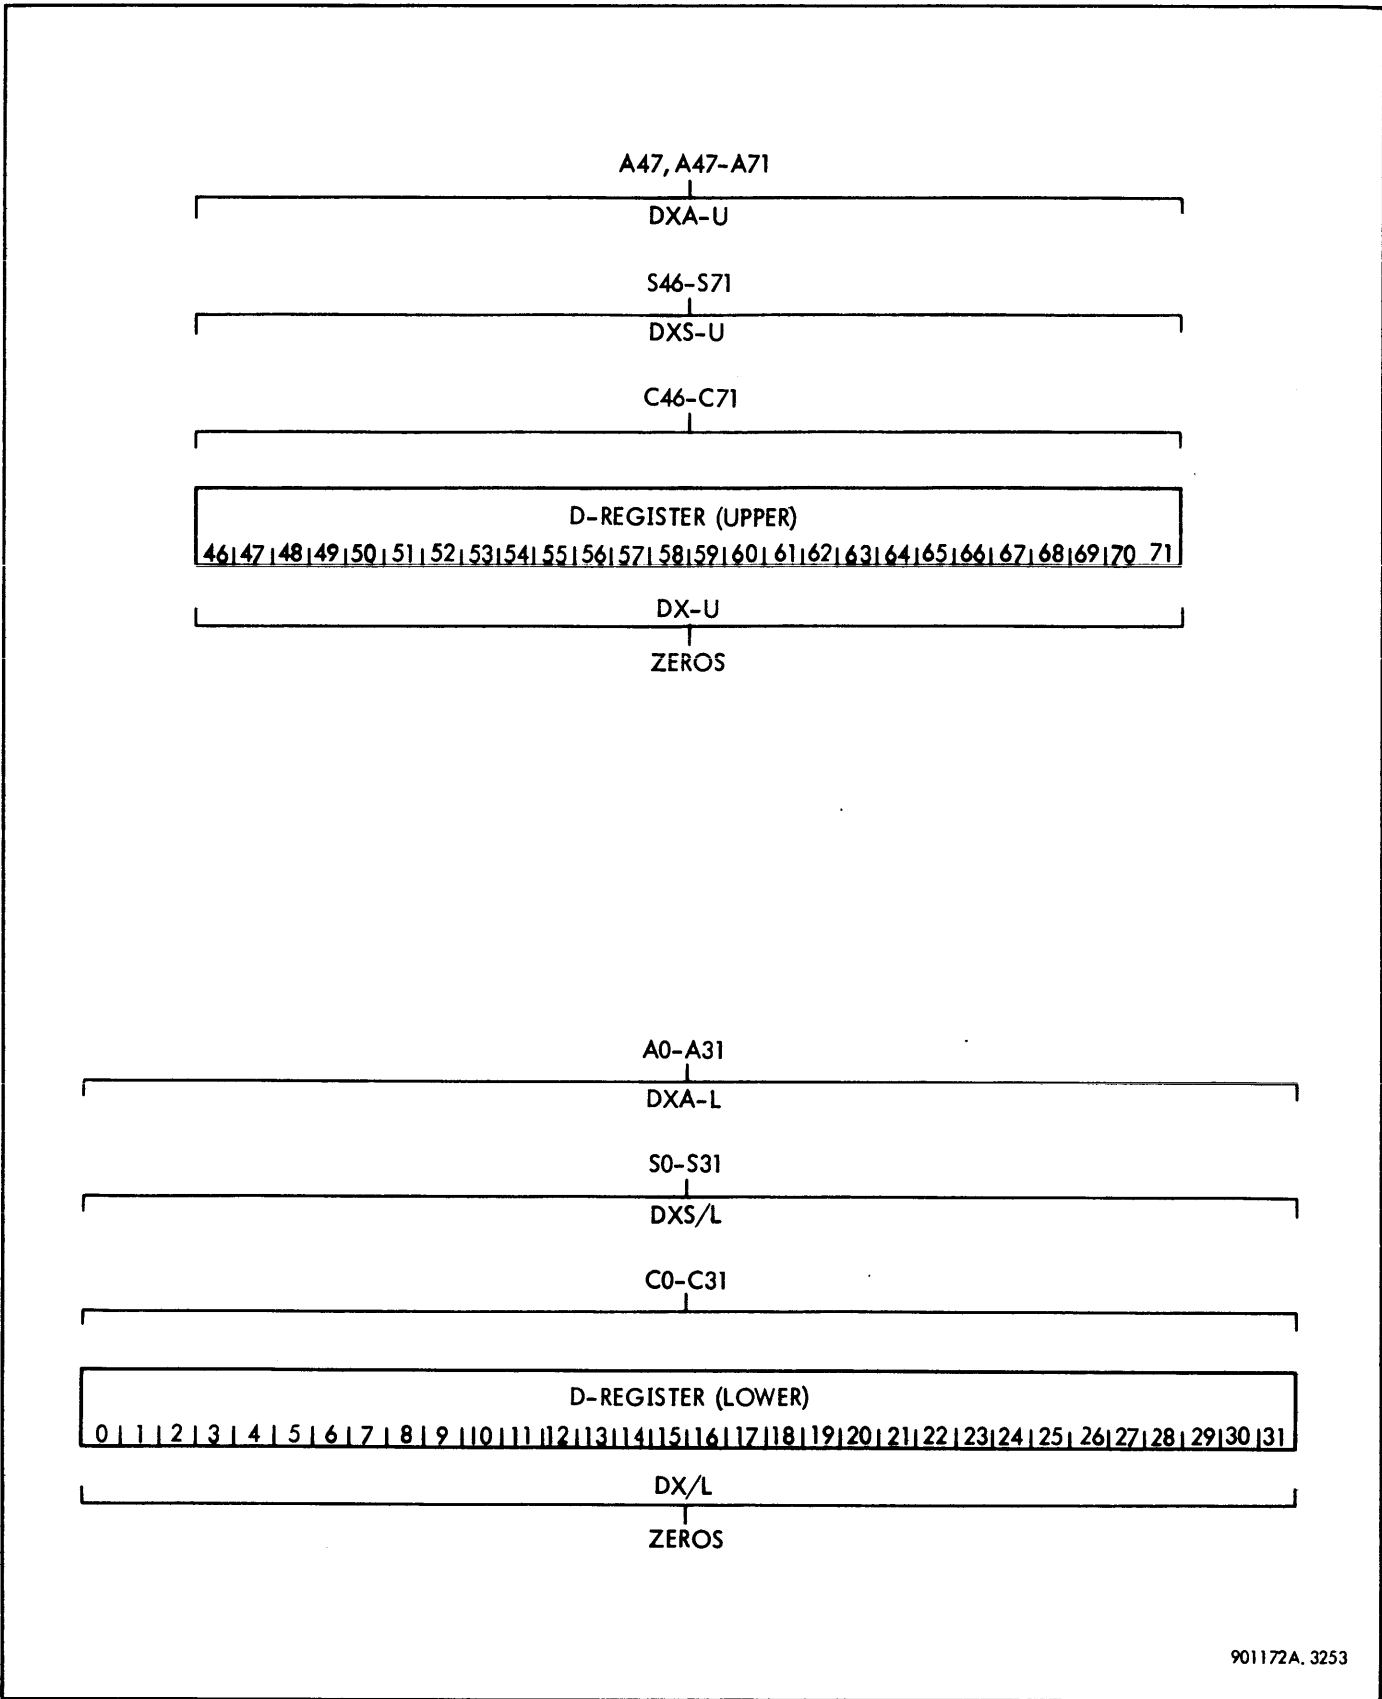 A47, A47-A71
DXA-U
S46-S71
DXS-U
C46-C71
D-REGISTER (UPPER)
46|47|48|49|50|51|52|53|54|55|56|57|58|59|60|61|62|63|64|65|66|67|68|69|70 71
DX-U
ZEROS
A0-A31
DXA-L
S0-S31
DXS/L
C0-C31
D-REGISTER (LOWER)
0|1|2|3|4|5|6|7|8|9|10|11|12|13|14|15|16|17|18|19|20|21|22|23|24|25|26|27|28|29|30|31
DX/L
ZEROS
901172A. 3253